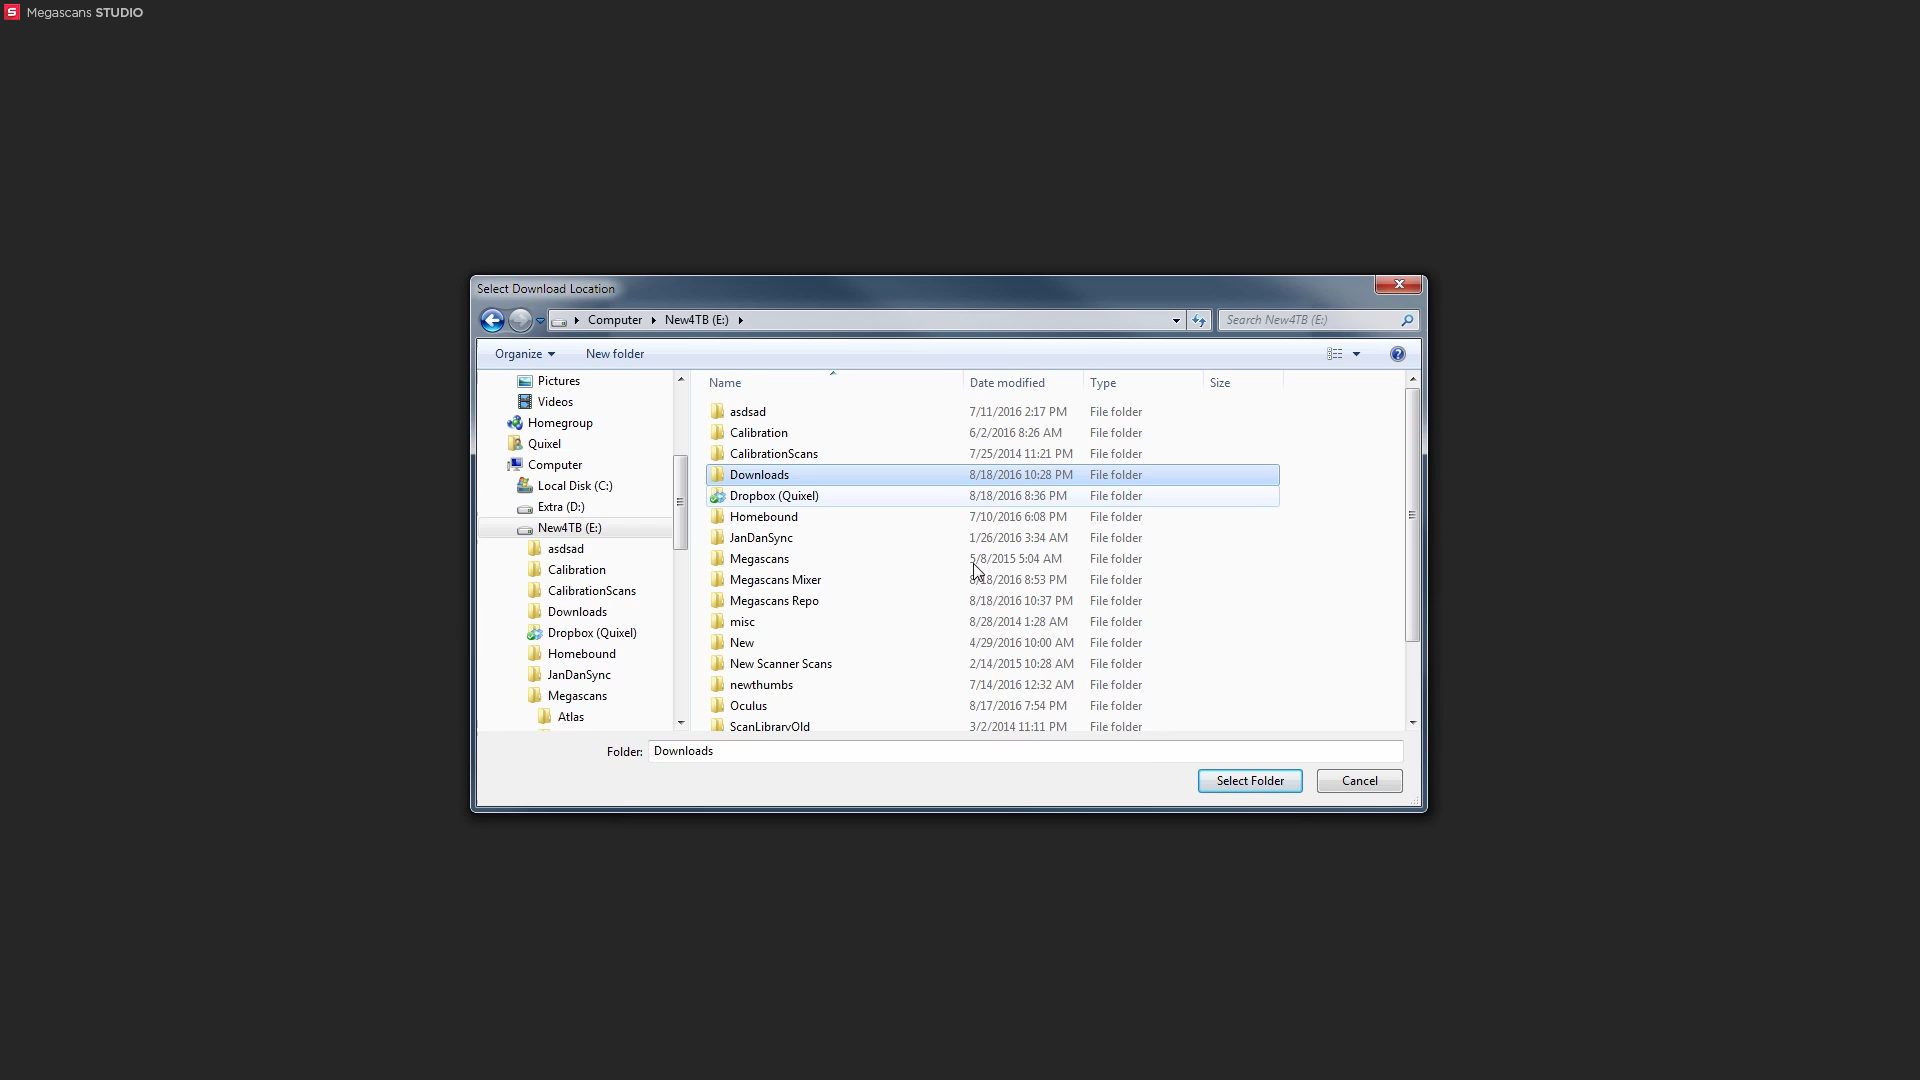 S Megascans STUDIO
Select Download Location
Computer New4TB (E:)
Search New4TB (E:)
Organize New folder
Pictures
Videos
Homegroup
Quixel
Computer
Local Disk (C:)
Extra (D:)
New4TB (E:)
asdsad
Calibration
CalibrationScans
Downloads
Dropbox (Quixel)
Homebound
JanDanSync
Megascans
Atlas
Name Date modified Type Size
asdsad 7/11/2016 2:17 PM File folder
Calibration 6/2/2016 8:26 AM File folder
CalibrationScans 7/25/2014 11:21 PM File folder
Downloads 8/18/2016 10:28 PM File folder
Dropbox (Quixel) 8/18/2016 8:36 PM File folder
Homebound 7/10/2016 6:08 PM File folder
JanDanSync 1/26/2016 3:34 AM File folder
Megascans 5/8/2015 5:04 AM File folder
Megascans Mixer 8/18/2016 8:53 PM File folder
Megascans Repo 8/18/2016 10:37 PM File folder
misc 8/28/2014 1:28 AM File folder
New 4/29/2016 10:00 AM File folder
New Scanner Scans 2/14/2015 10:28 AM File folder
newthumbs 7/14/2016 12:32 AM File folder
Oculus 8/17/2016 7:54 PM File folder
ScanLibraryOld 3/2/2014 11:11 PM File folder
Folder: Downloads
Select Folder Cancel